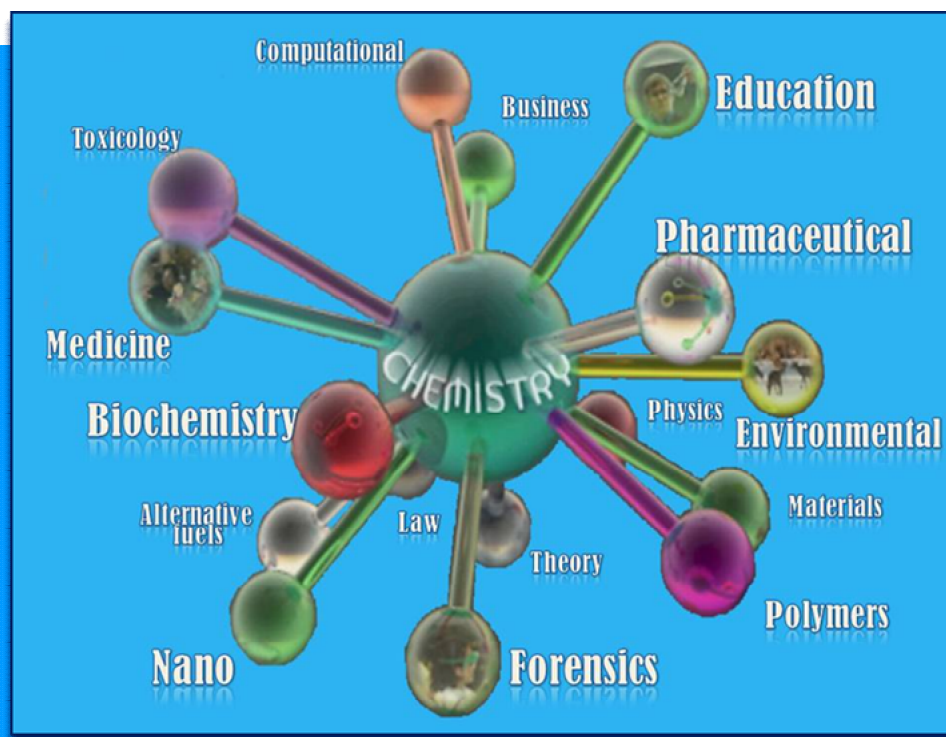 Computational
Business
Education
Toxicology
Pharmaceutical
Medicine
CHEMISTRY
Biochemistry
Physics
Environmental
Alternative
fuels
Law
Materials
Theory
Polymers
Nano
Forensics